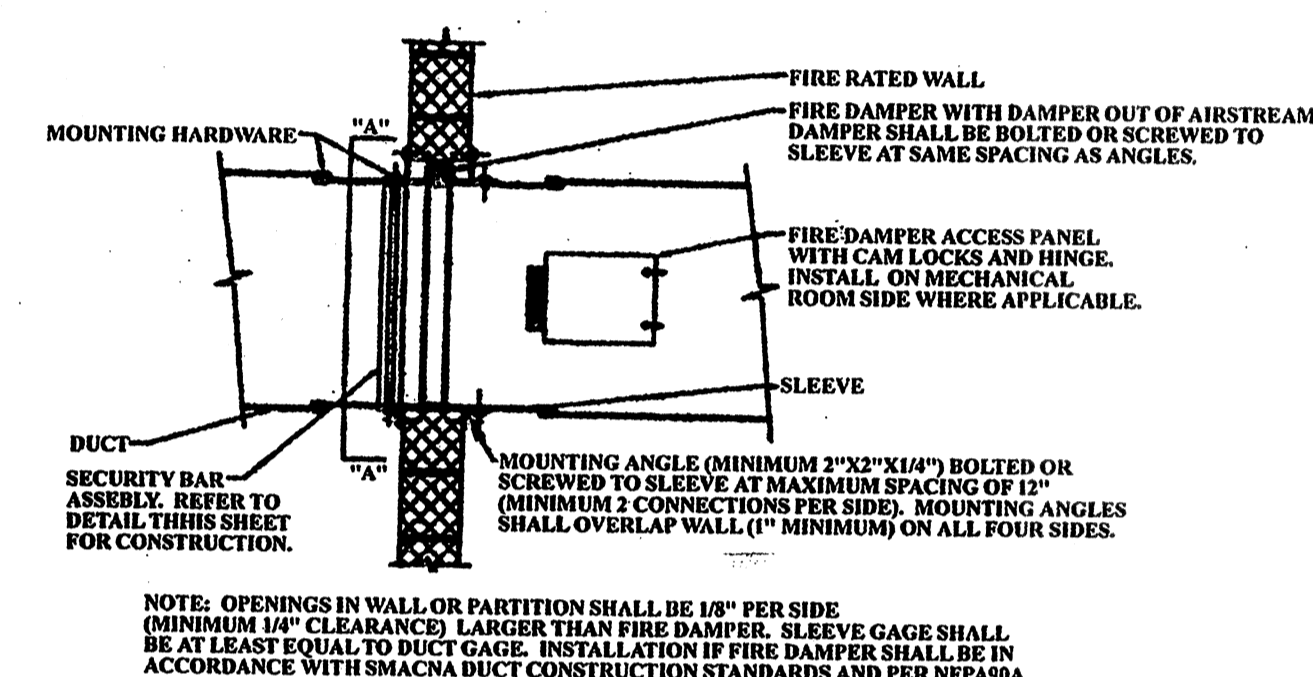 FIRE RATED WALL
FIRE DAMPER WITH DAMPER OUT OF AIRSTREAM
DAMPER SHALL BE BOLTED OR SCREWED TO
SLEEVE AT SAME SPACING AS ANGLES.
MOUNTING HARDWARE
"A"
FIRE DAMPER ACCESS PANEL
WITH CAM LOCKS AND HINGE.
INSTALL ON MECHANICAL
ROOM SIDE WHERE APPLICABLE.
SLEEVE
DUCT
"A"
SECURITY BAR
ASSEBLY. REFER TO
DETAIL THHIS SHEET
FOR CONSTRUCTION.
MOUNTING ANGLE (MINIMUM 2"X2"X1/4") BOLTED OR
SCREWED TO SLEEVE AT MAXIMUM SPACING OF 12"
(MINIMUM 2 CONNECTIONS PER SIDE). MOUNTING ANGLES
SHALL OVERLAP WALL (1" MINIMUM) ON ALL FOUR SIDES.
NOTE: OPENINGS IN WALL OR PARTITION SHALL BE 1/8" PER SIDE
(MINIMUM 1/4" CLEARANCE) LARGER THAN FIRE DAMPER. SLEEVE GAGE SHALL
BE AT LEAST EQUAL TO DUCT GAGE. INSTALLATION IF FIRE DAMPER SHALL BE IN
ACCORDANCE WITH SMACNA DUCT CONSTRUCTION STANDARDS AND PER NFPA90A